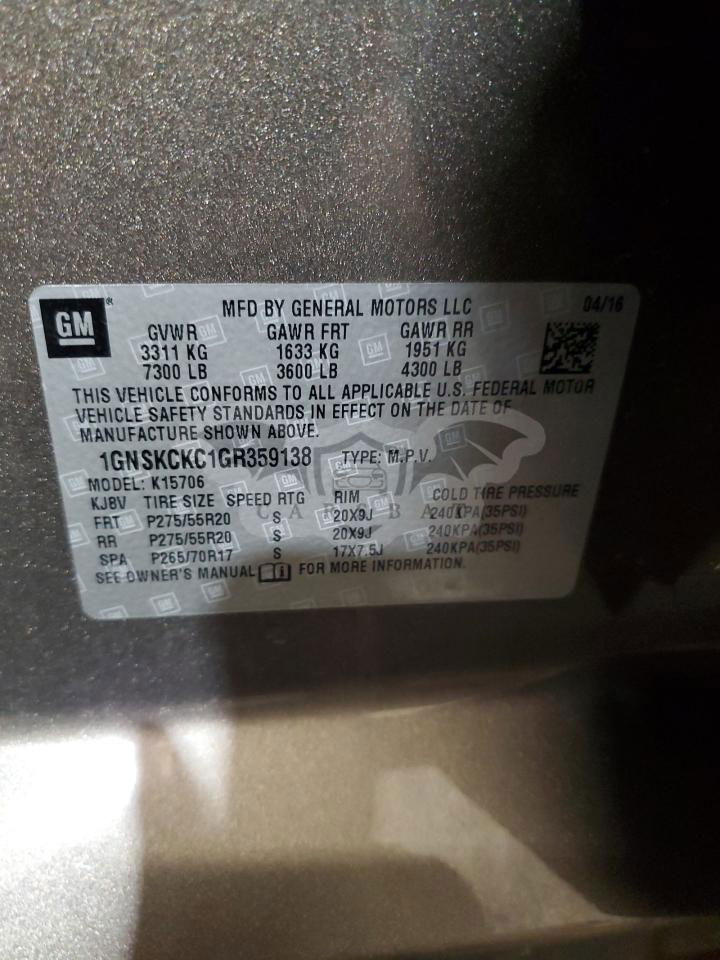 GM
MFD BY GENERAL MOTORS LLC 04/16
GVWR GAWR FRT GAWR RR
3311 KG 1633 KG 1951 KG
7300 LB 3600 LB 4300 LB
THIS VEHICLE CONFORMS TO ALL APPLICABLE U.S. FEDERAL MOTOR
VEHICLE SAFETY STANDARDS IN EFFECT ON THE DATE OF
MANUFACTURE SHOWN ABOVE.
1GNSKCKC1GR359138 TYPE: M.P.V.
MODEL: K15706
KJ8V TIRE SIZE SPEED RTG RIM COLD TIRE PRESSURE
FRT P275/55R20 S 20X9J 240KPA(35PSI)
RR P275/55R20 S 20X9J 240KPA(35PSI)
SPA P265/70R17 S 17X7.5J 240KPA(35PSI)
SEE OWNER'S MANUAL FOR MORE INFORMATION.